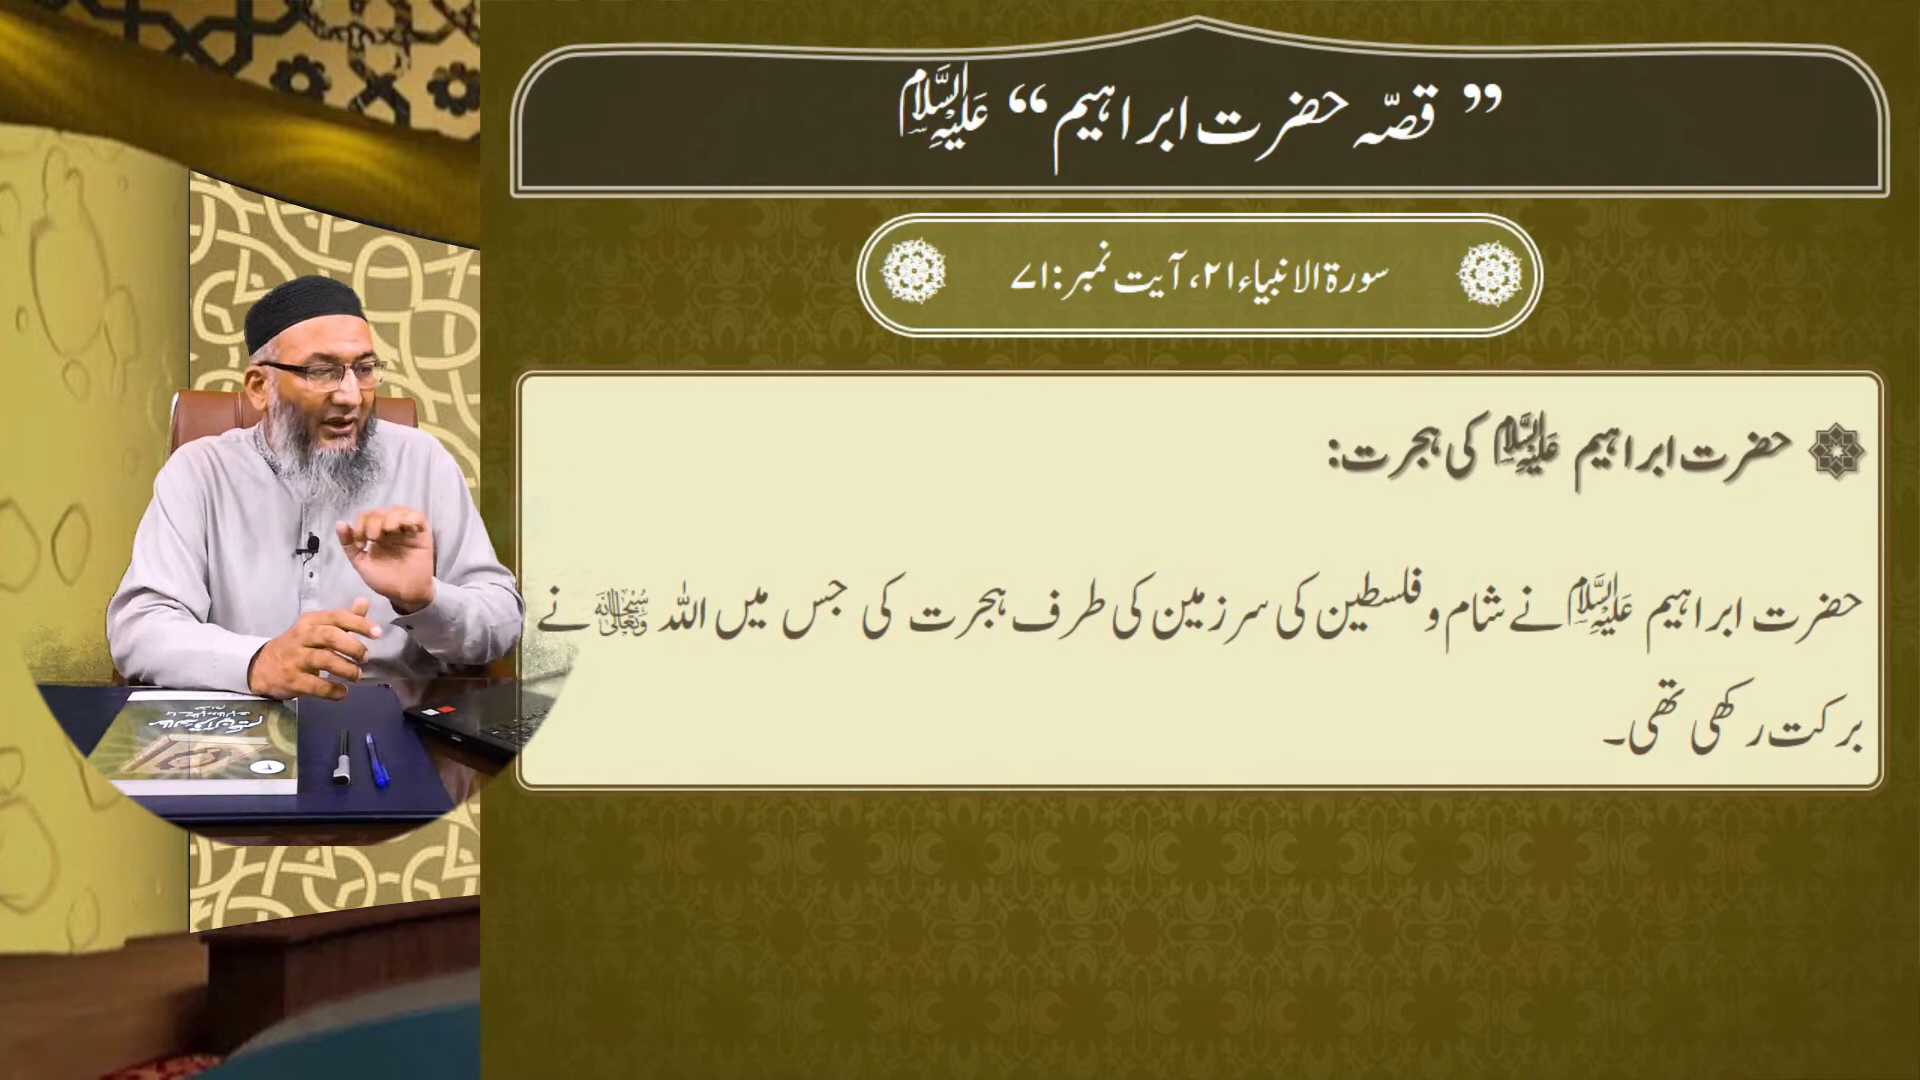 ” قصّہ حضرت ابراہیم “ علیہ السلام
سورۃ الانبیاء ۲۱، آیت نمبر: ۷۱
حضرت ابراہیم علیہ السلام کی ہجرت:
حضرت ابراہیم علیہ السلام نے شام و فلسطین کی سرزمین کی طرف ہجرت کی جس میں اللہ سبحانہ وتعالیٰ نے
برکت رکھی تھی۔